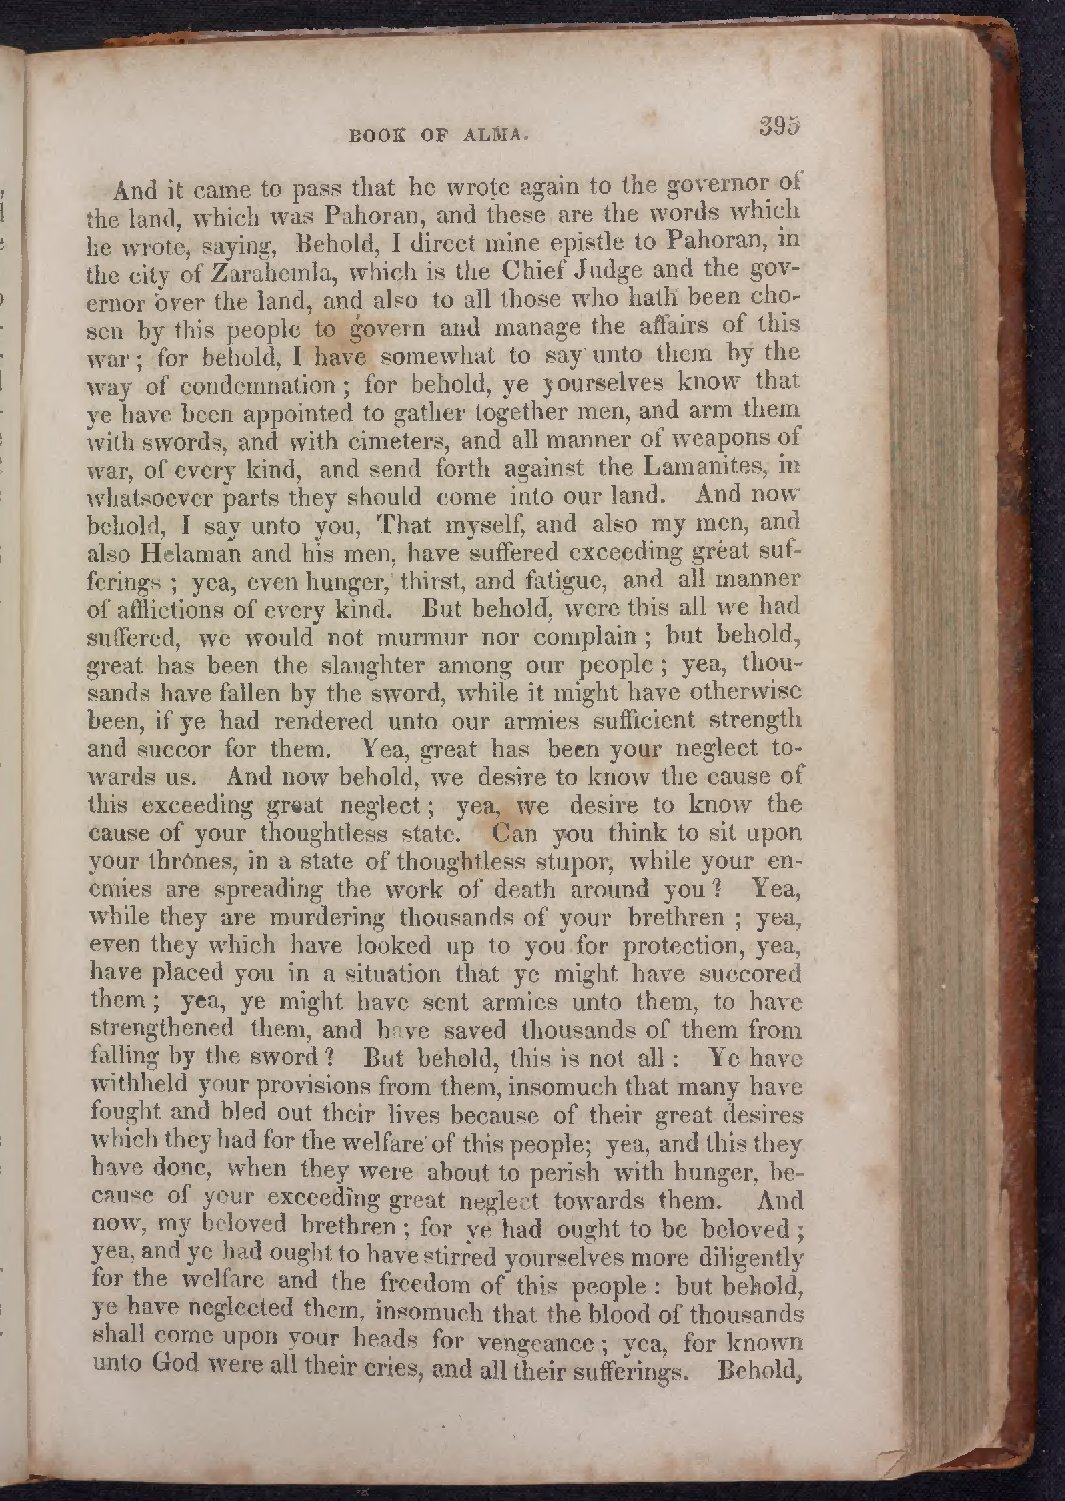 BOOK OF ALMA. 395
And it came to pass that he wrote again to the governor of
the land, which was Pahoran, and these are the words which
he wrote, saying, Behold, I direct mine epistle to Pahoran, in
the city of Zarahemla, which is the Chief Judge and the gov-
ernor over the land, and also to all those who hath been cho-
sen by this people to govern and manage the affairs of this
war; for behold, I have somewhat to say unto them by the
way of condemnation; for behold, ye yourselves know that
ye have been appointed to gather together men, and arm them
with swords, and with cimeters, and all manner of weapons of
war, of every kind, and send forth against the Lamanites, in
whatsoever parts they should come into our land. And now
behold, I say unto you, That myself, and also my men, and
also Helaman and his men, have suffered exceeding great suf-
ferings; yea, even hunger, thirst, and fatigue, and all manner
of afflictions of every kind. But behold, were this all we had
suffered, we would not murmur nor complain; but behold,
great has been the slaughter among our people; yea, thou-
sands have fallen by the sword, while it might have otherwise
been, if ye had rendered unto our armies sufficient strength
and succor for them. Yea, great has been your neglect to-
wards us. And now behold, we desire to know the cause of
this exceeding great neglect; yea, we desire to know the
cause of your thoughtless state. Can you think to sit upon
your thrones, in a state of thoughtless stupor, while your en-
emies are spreading the work of death around you? Yea,
while they are murdering thousands of your brethren; yea,
even they which have looked up to you for protection, yea,
have placed you in a situation that ye might have succored
them; yea, ye might have sent armies unto them, to have
strengthened them, and have saved thousands of them from
falling by the sword? But behold, this is not all: Ye have
withheld your provisions from them, insomuch that many have
fought and bled out their lives because of their great desires
which they had for the welfare of this people; yea, and this they
have done, when they were about to perish with hunger, be-
cause of your exceeding great neglect towards them. And
now, my beloved brethren; for ye had ought to be beloved;
yea, and ye had ought to have stirred yourselves more diligently
for the welfare and the freedom of this people: but behold,
ye have neglected them, insomuch that the blood of thousands
shall come upon your heads for vengeance; yea, for known
unto God were all their cries, and all their sufferings. Behold,